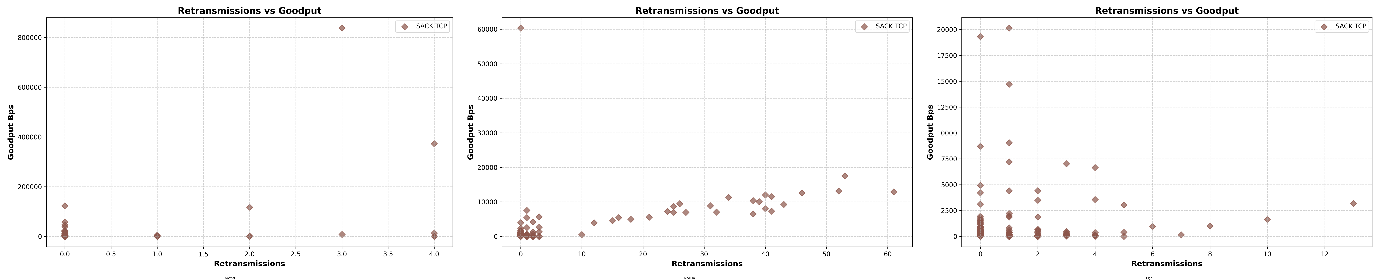 Retransmissions vs Goodput
SACK TCP
Goodput Bps
800000
600000
400000
200000
0
0.0 0.5 1.0 1.5 2.0 2.5 3.0 3.5 4.0
Retransmissions
Retransmissions vs Goodput
SACK TCP
Goodput Bps
60000
50000
40000
30000
20000
10000
0
0 10 20 30 40 50 60
Retransmissions
Retransmissions vs Goodput
SACK TCP
Goodput Bps
20000
17500
15000
12500
10000
7500
5000
2500
0
0 2 4 6 8 10 12
Retransmissions